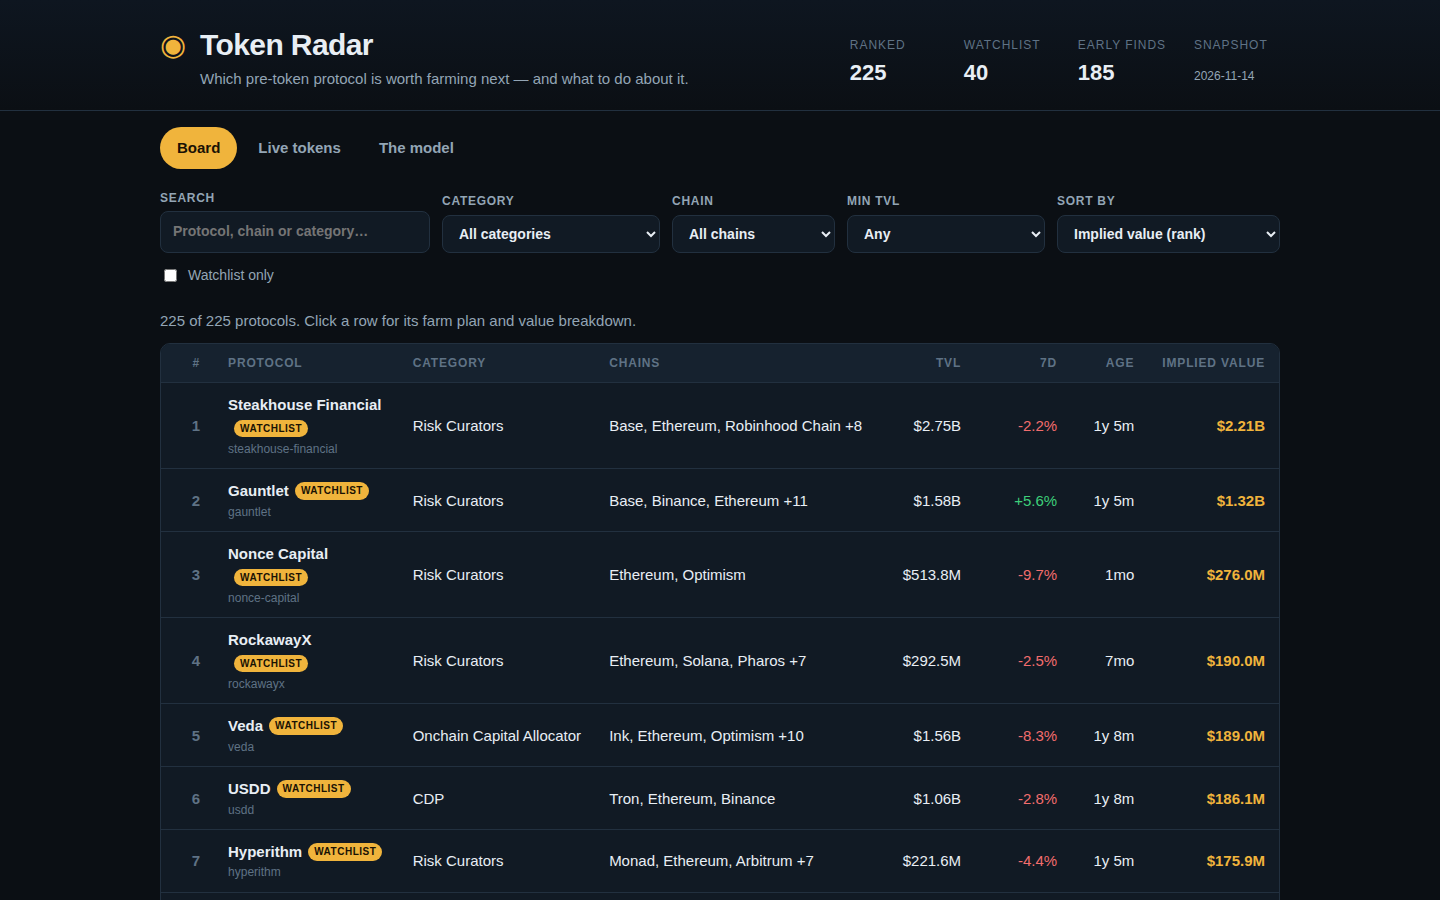 Token Radar
Which pre-token protocol is worth farming next — and what to do about it.
RANKED WATCHLIST EARLY FINDS SNAPSHOT
225 40 185 2026-11-14
Board Live tokens The model
SEARCH CATEGORY CHAIN MIN TVL SORT BY
Protocol, chain or category… All categories All chains Any Implied value (rank)
Watchlist only
225 of 225 protocols. Click a row for its farm plan and value breakdown.
# PROTOCOL CATEGORY CHAINS TVL 7D AGE IMPLIED VALUE
Steakhouse Financial
1 WATCHLIST Risk Curators Base, Ethereum, Robinhood Chain +8 $2.75B -2.2% 1y 5m $2.21B
steakhouse-financial
2 Gauntlet WATCHLIST Risk Curators Base, Binance, Ethereum +11 $1.58B +5.6% 1y 5m $1.32B
gauntlet
Nonce Capital
3 WATCHLIST Risk Curators Ethereum, Optimism $513.8M -9.7% 1mo $276.0M
nonce-capital
RockawayX
4 WATCHLIST Risk Curators Ethereum, Solana, Pharos +7 $292.5M -2.5% 7mo $190.0M
rockawayx
5 Veda WATCHLIST Onchain Capital Allocator Ink, Ethereum, Optimism +10 $1.56B -8.3% 1y 8m $189.0M
veda
6 USDD WATCHLIST CDP Tron, Ethereum, Binance $1.06B -2.8% 1y 8m $186.1M
usdd
7 Hyperithm WATCHLIST Risk Curators Monad, Ethereum, Arbitrum +7 $221.6M -4.4% 1y 5m $175.9M
hyperithm